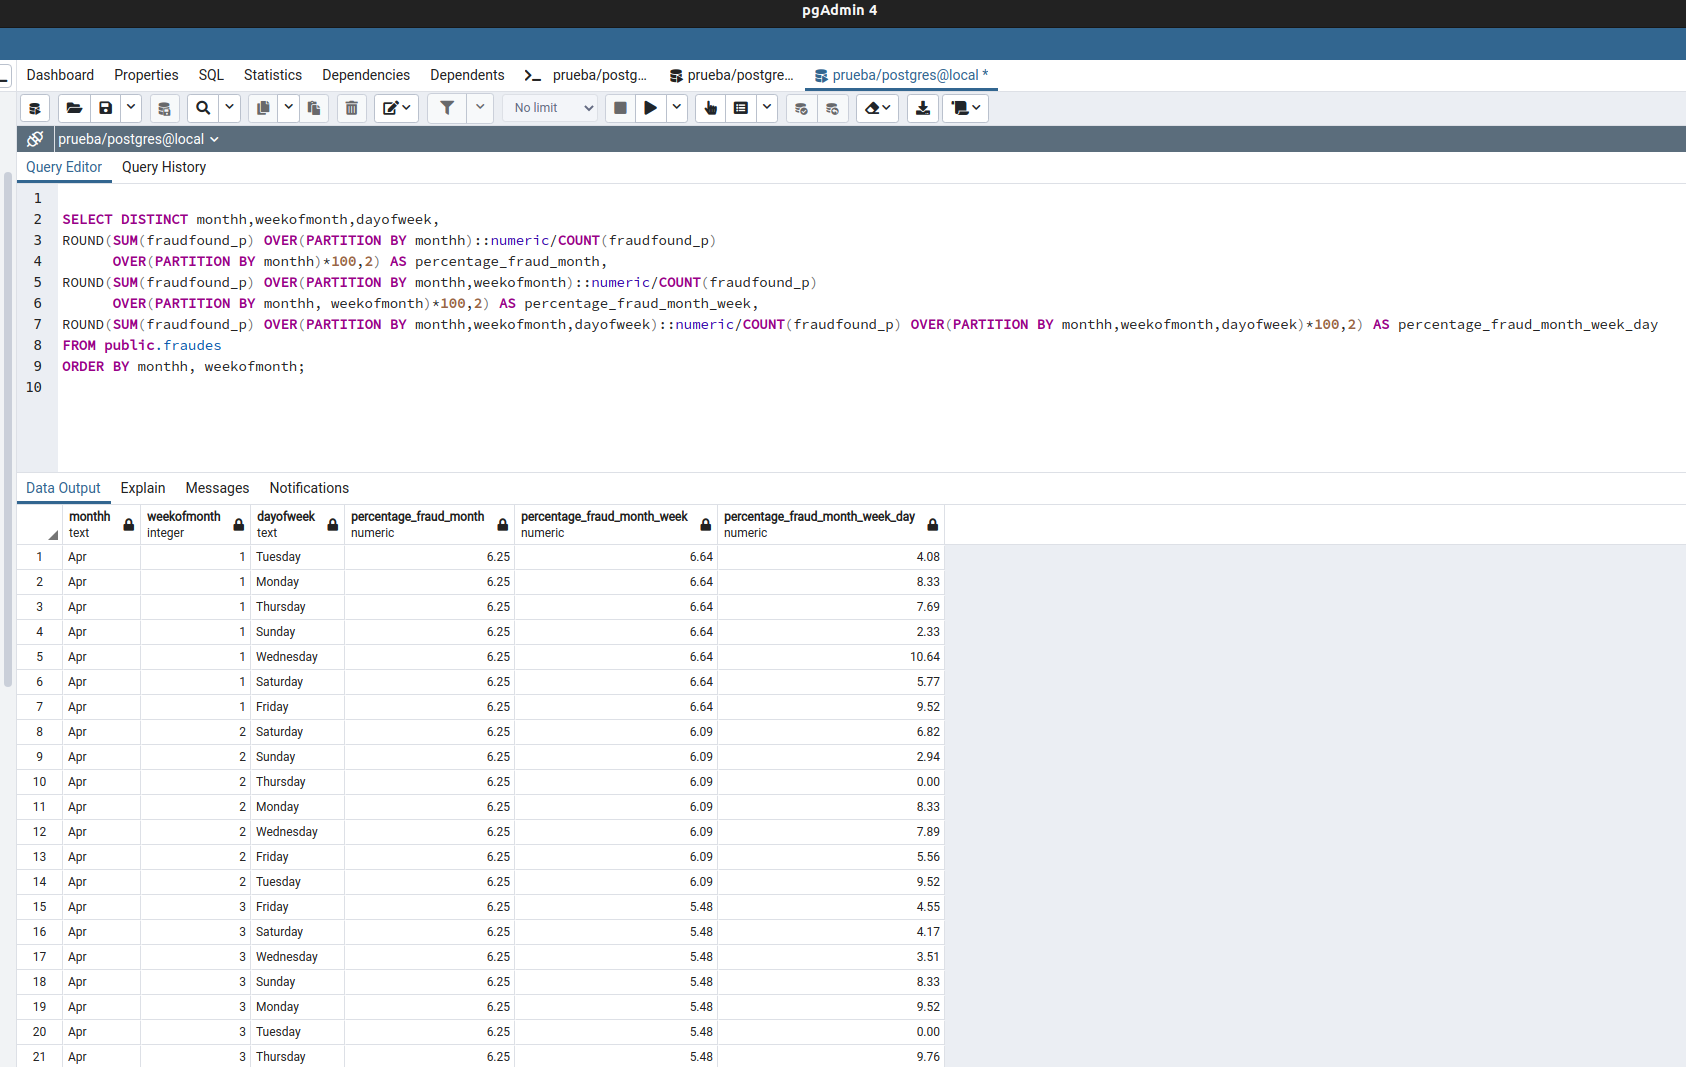 pgAdmin 4
Dashboard Properties SQL Statistics Dependencies Dependents prueba/postg... prueba/postgre... prueba/postgres@local *
No limit
prueba/postgres@local
Query Editor Query History
1
2 SELECT DISTINCT monthh,weekofmonth,dayofweek,
3 ROUND(SUM(fraudfound_p) OVER(PARTITION BY monthh)::numeric/COUNT(fraudfound_p)
4 OVER(PARTITION BY monthh)*100,2) AS percentage_fraud_month,
5 ROUND(SUM(fraudfound_p) OVER(PARTITION BY monthh,weekofmonth)::numeric/COUNT(fraudfound_p)
6 OVER(PARTITION BY monthh, weekofmonth)*100,2) AS percentage_fraud_month_week,
7 ROUND(SUM(fraudfound_p) OVER(PARTITION BY monthh,weekofmonth,dayofweek)::numeric/COUNT(fraudfound_p) OVER(PARTITION BY monthh,weekofmonth,dayofweek)*100,2) AS percentage_fraud_month_week_day
8 FROM public.fraudes
9 ORDER BY monthh, weekofmonth;
10
Data Output Explain Messages Notifications
monthh weekofmonth dayofweek percentage_fraud_month percentage_fraud_month_week percentage_fraud_month_week_day
text integer text numeric numeric numeric
1 Apr 1 Tuesday 6.25 6.64 4.08
2 Apr 1 Monday 6.25 6.64 8.33
3 Apr 1 Thursday 6.25 6.64 7.69
4 Apr 1 Sunday 6.25 6.64 2.33
5 Apr 1 Wednesday 6.25 6.64 10.64
6 Apr 1 Saturday 6.25 6.64 5.77
7 Apr 1 Friday 6.25 6.64 9.52
8 Apr 2 Saturday 6.25 6.09 6.82
9 Apr 2 Sunday 6.25 6.09 2.94
10 Apr 2 Thursday 6.25 6.09 0.00
11 Apr 2 Monday 6.25 6.09 8.33
12 Apr 2 Wednesday 6.25 6.09 7.89
13 Apr 2 Friday 6.25 6.09 5.56
14 Apr 2 Tuesday 6.25 6.09 9.52
15 Apr 3 Friday 6.25 5.48 4.55
16 Apr 3 Saturday 6.25 5.48 4.17
17 Apr 3 Wednesday 6.25 5.48 3.51
18 Apr 3 Sunday 6.25 5.48 8.33
19 Apr 3 Monday 6.25 5.48 9.52
20 Apr 3 Tuesday 6.25 5.48 0.00
21 Apr 3 Thursday 6.25 5.48 9.76